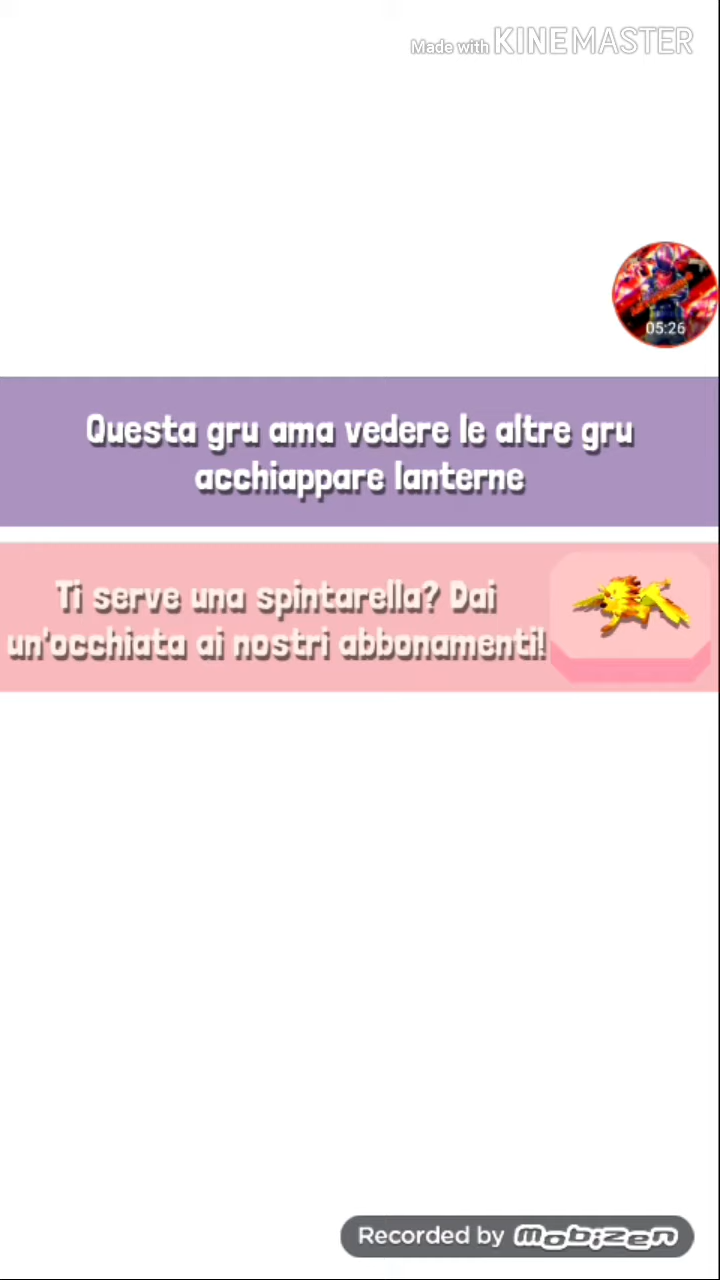 Made with KINEMASTER
05:26
Questa gru ama vedere le altre gru
acchiappare lanterne
Ti serve una spintarella? Dai
un'occhiata ai nostri abbonamenti!
Recorded by mobizen